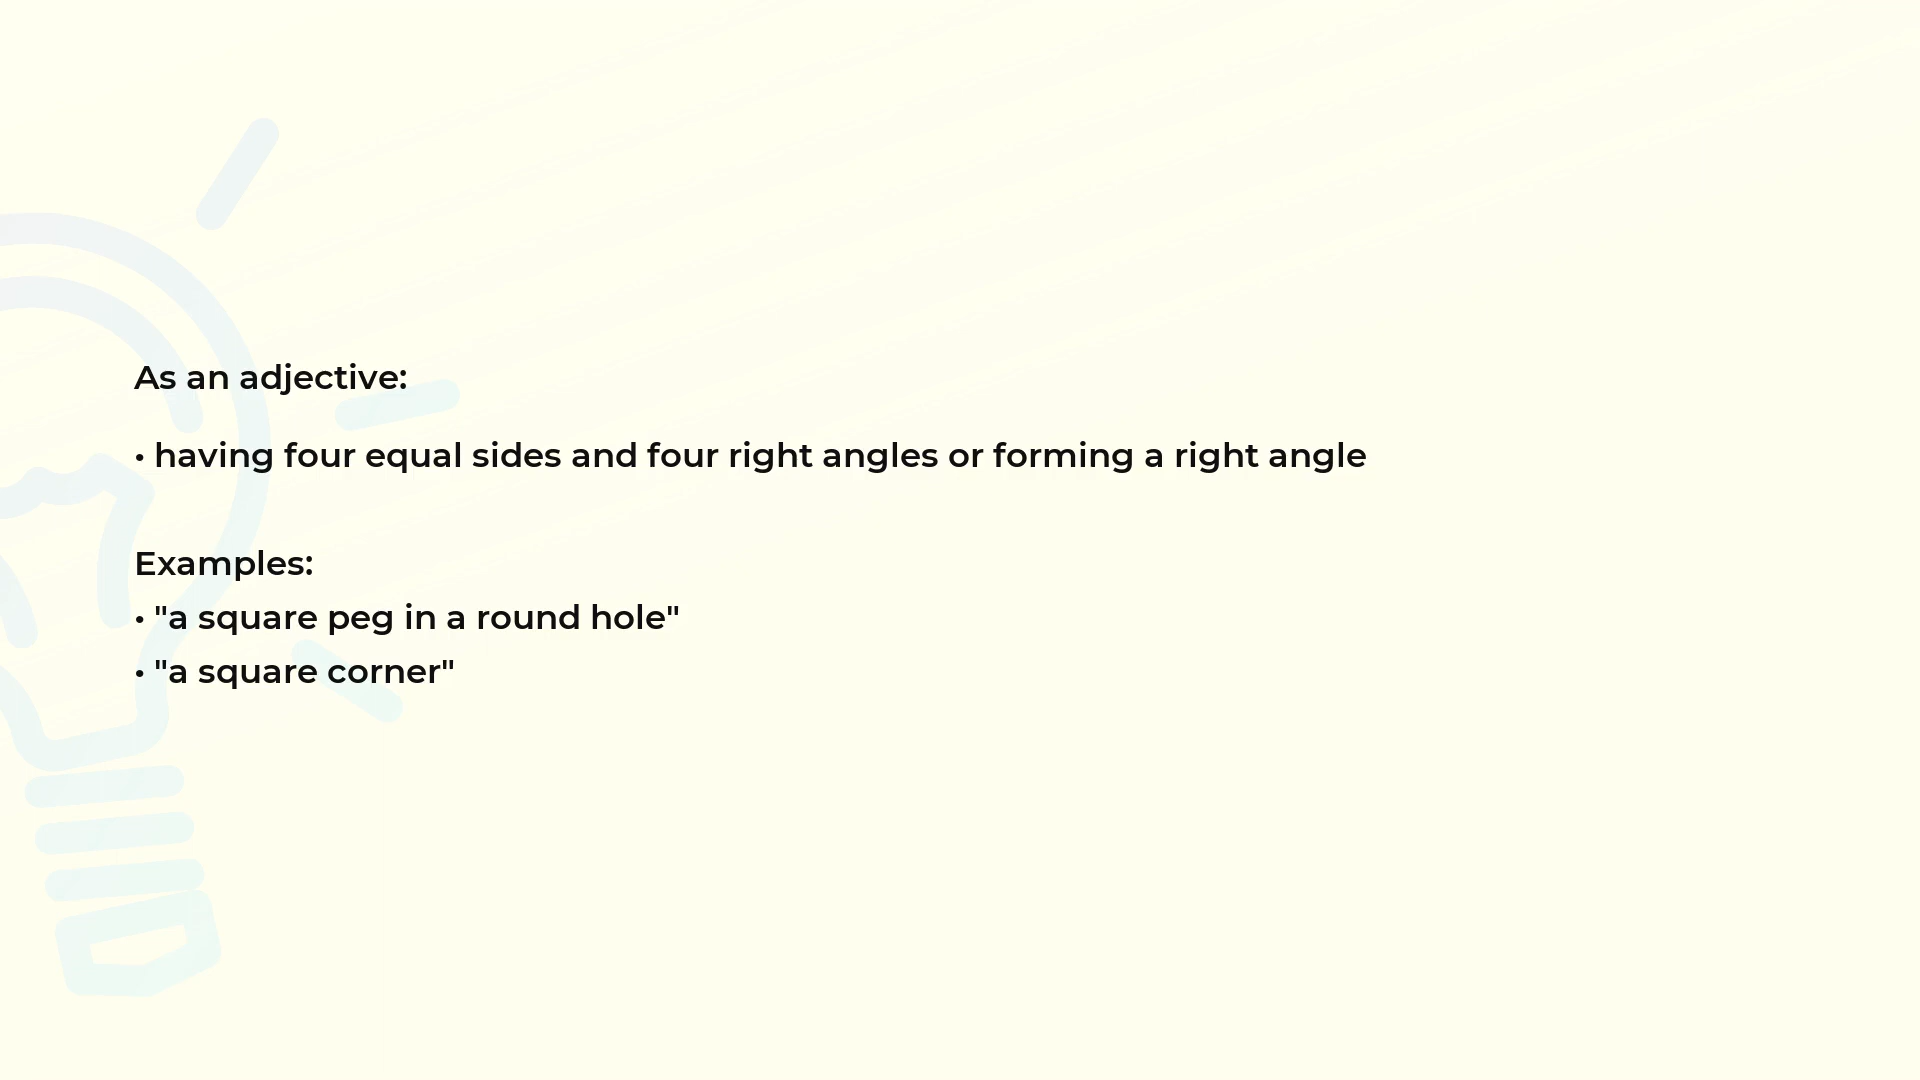 As an adjective:
• having four equal sides and four right angles or forming a right angle
Examples:
• "a square peg in a round hole"
• "a square corner"